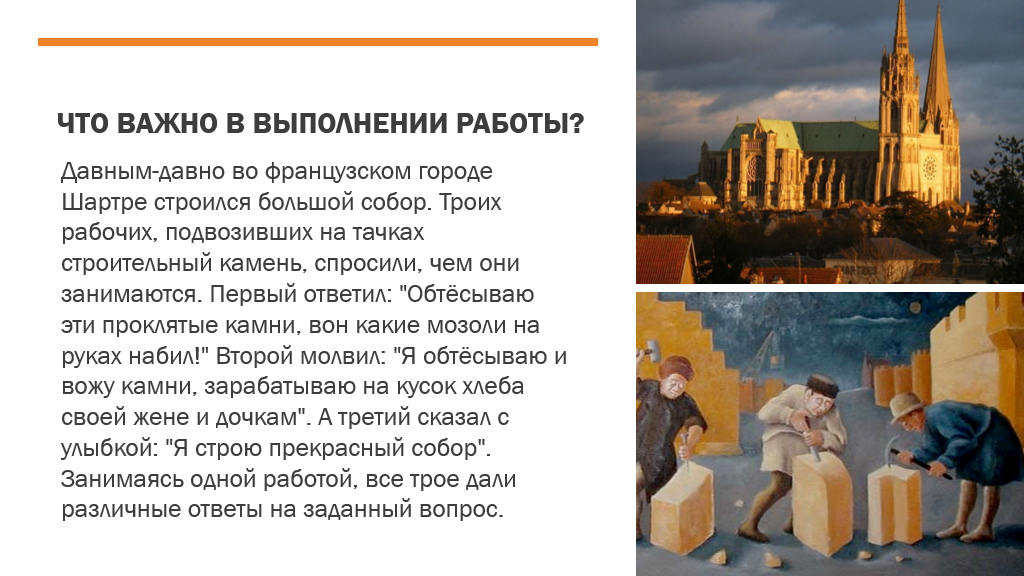 ЧТО ВАЖНО В ВЫПОЛНЕНИИ РАБОТЫ?
Давным-давно во французском городе
Шартре строился большой собор. Троих
рабочих, подвозивших на тачках
строительный камень, спросили, чем они
занимаются. Первый ответил: "Обтёсываю
эти проклятые камни, вон какие мозоли на
руках набил!" Второй молвил: "Я обтёсываю и
вожу камни, зарабатываю на кусок хлеба
своей жене и дочкам". А третий сказал с
улыбкой: "Я строю прекрасный собор".
Занимаясь одной работой, все трое дали
различные ответы на заданный вопрос.